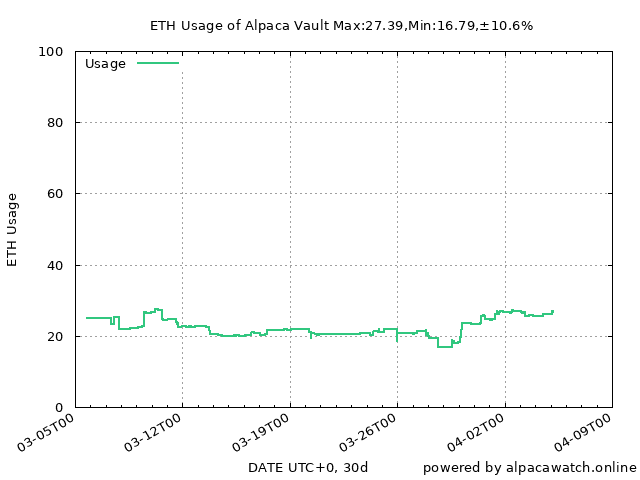 ETH Usage of Alpaca Vault Max:27.39,Min:16.79,±10.6%
Usage
100
80
60
40
20
0
ETH Usage
03-05T00
03-12T00
03-19T00
03-26T00
04-02T00
04-09T00
DATE UTC+0, 30d
powered by alpacawatch.online